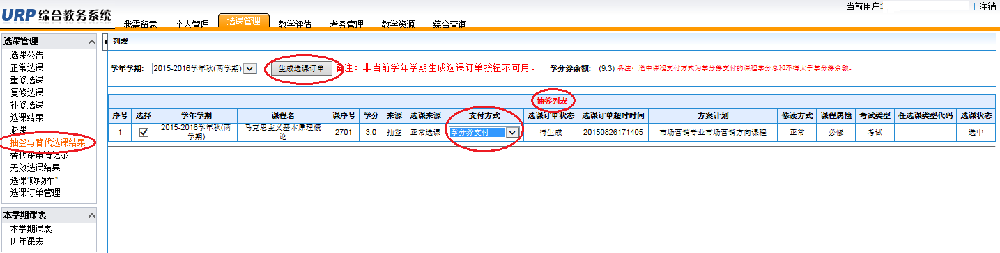 URP 综合教务系统
当前用户:
| 注销
我需留意 个人管理 选课管理 教学评估 考务管理 教学资源 综合查询
选课管理
选课公告
正常选课
重修选课
复修选课
补修选课
选课结果
退课
抽签与替代选课结果
替代课申请记录
无效选课结果
选课“购物车”
选课订单管理
本学期课表
本学期课表
历年课表
列表
学年学期: 2015-2016学年秋(两学期) 生成选课订单 备注：非当前学年学期生成选课订单按钮不可用。 学分券余额: (9.3) 备注：选中课程支付方式为学分券支付的课程学分总和不得大于学分券余额。
抽签列表
序号 选择 学年学期 课程名 课序号 学分 来源 选课来源 支付方式 选课订单状态 选课订单超时时间 方案计划 修读方式 课程属性 考试类型 任选课类型代码 选课状态
1 2015-2016学年秋(两学期) 马克思主义基本原理概论 2701 3.0 抽签 正常选课 学分券支付 待生成 20150826171405 市场营销专业市场营销方向课程 正常 必修 考试 选中